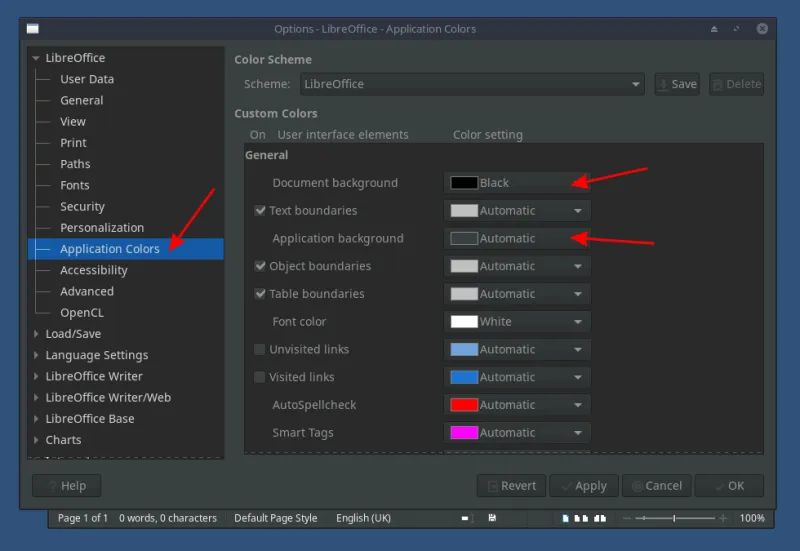 Options - LibreOffice - Application Colors
LibreOffice
User Data
General
View
Print
Paths
Fonts
Security
Personalization
Application Colors
Accessibility
Advanced
OpenCL
Load/Save
Language Settings
LibreOffice Writer
LibreOffice Writer/Web
LibreOffice Base
Charts
Color Scheme
Scheme: LibreOffice Save Delete
Custom Colors
On User interface elements Color setting
General
Document background Black
Text boundaries Automatic
Application background Automatic
Object boundaries Automatic
Table boundaries Automatic
Font color White
Unvisited links Automatic
Visited links Automatic
AutoSpellcheck Automatic
Smart Tags Automatic
Help Revert Apply Cancel OK
Page 1 of 1 0 words, 0 characters Default Page Style English (UK) 100%